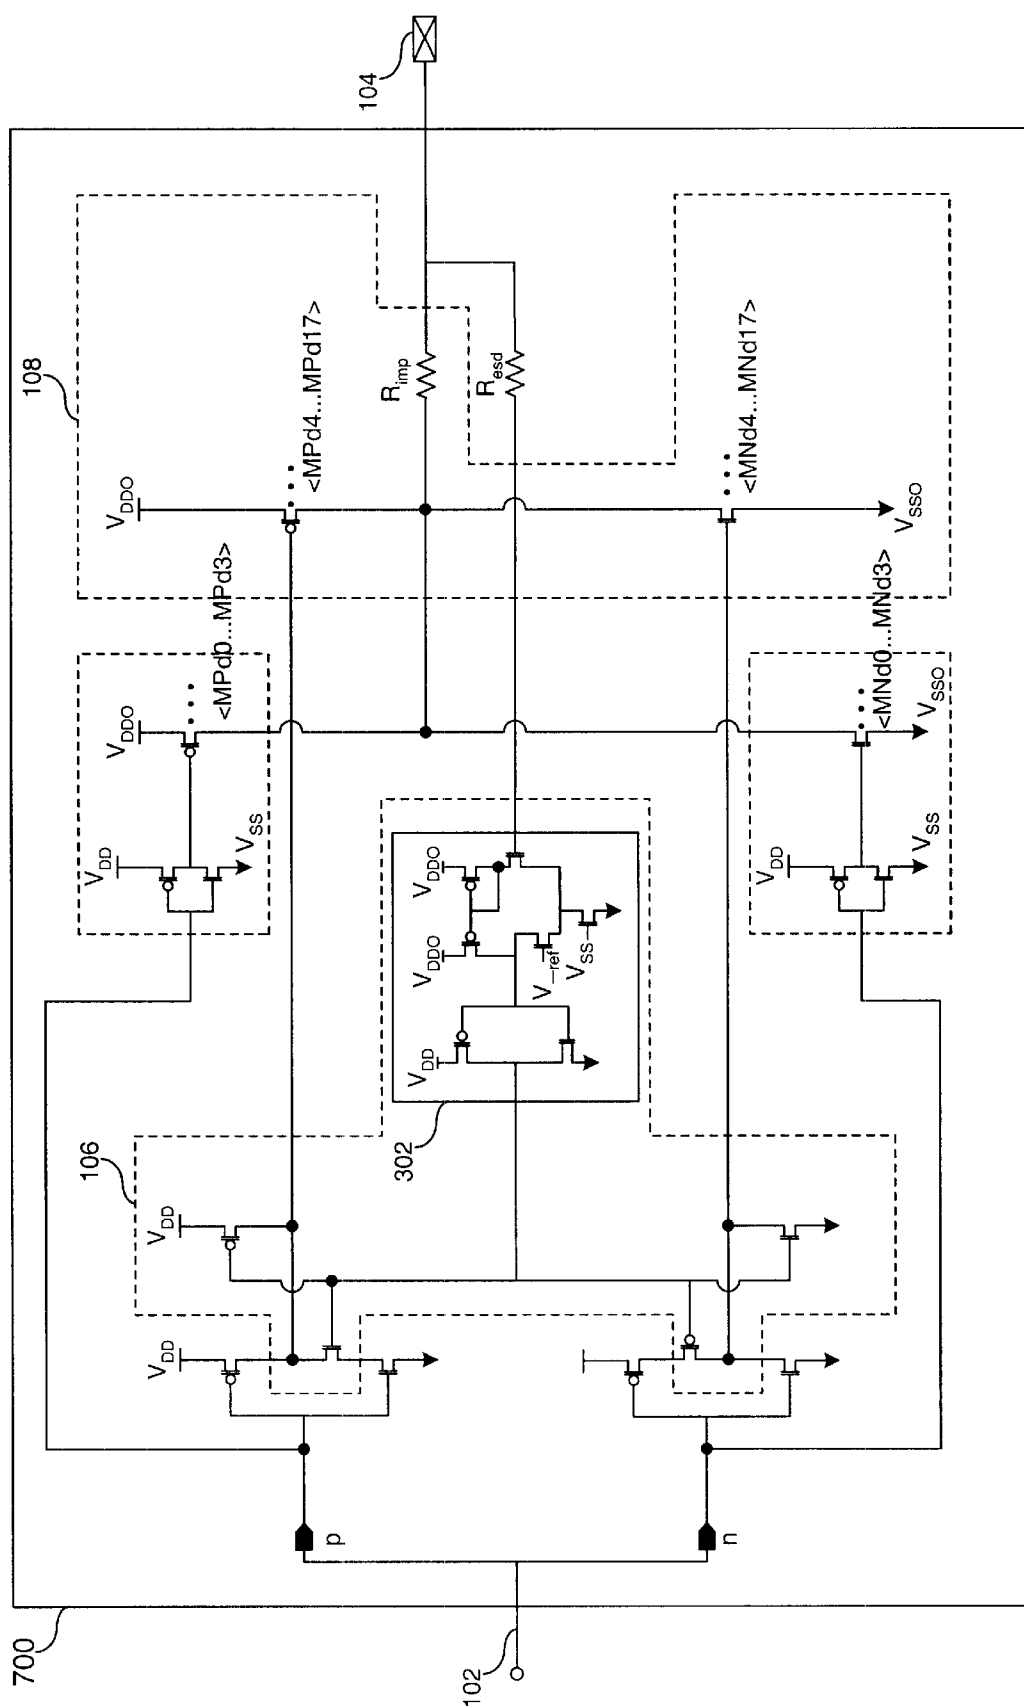 700
102
104
106
108
302
p
n
V_DD
V_DD
V_DD
V_SS
V_DDO
<MPd0...MPd3>
V_DDO
<MPd4...MPd17>
R_imp
R_esd
V_DD
V_DDO
V_DDO
V_ref
V_SS
V_DD
V_SS
<MNd0...MNd3>
V_SSO
<MNd4...MNd17>
V_SSO